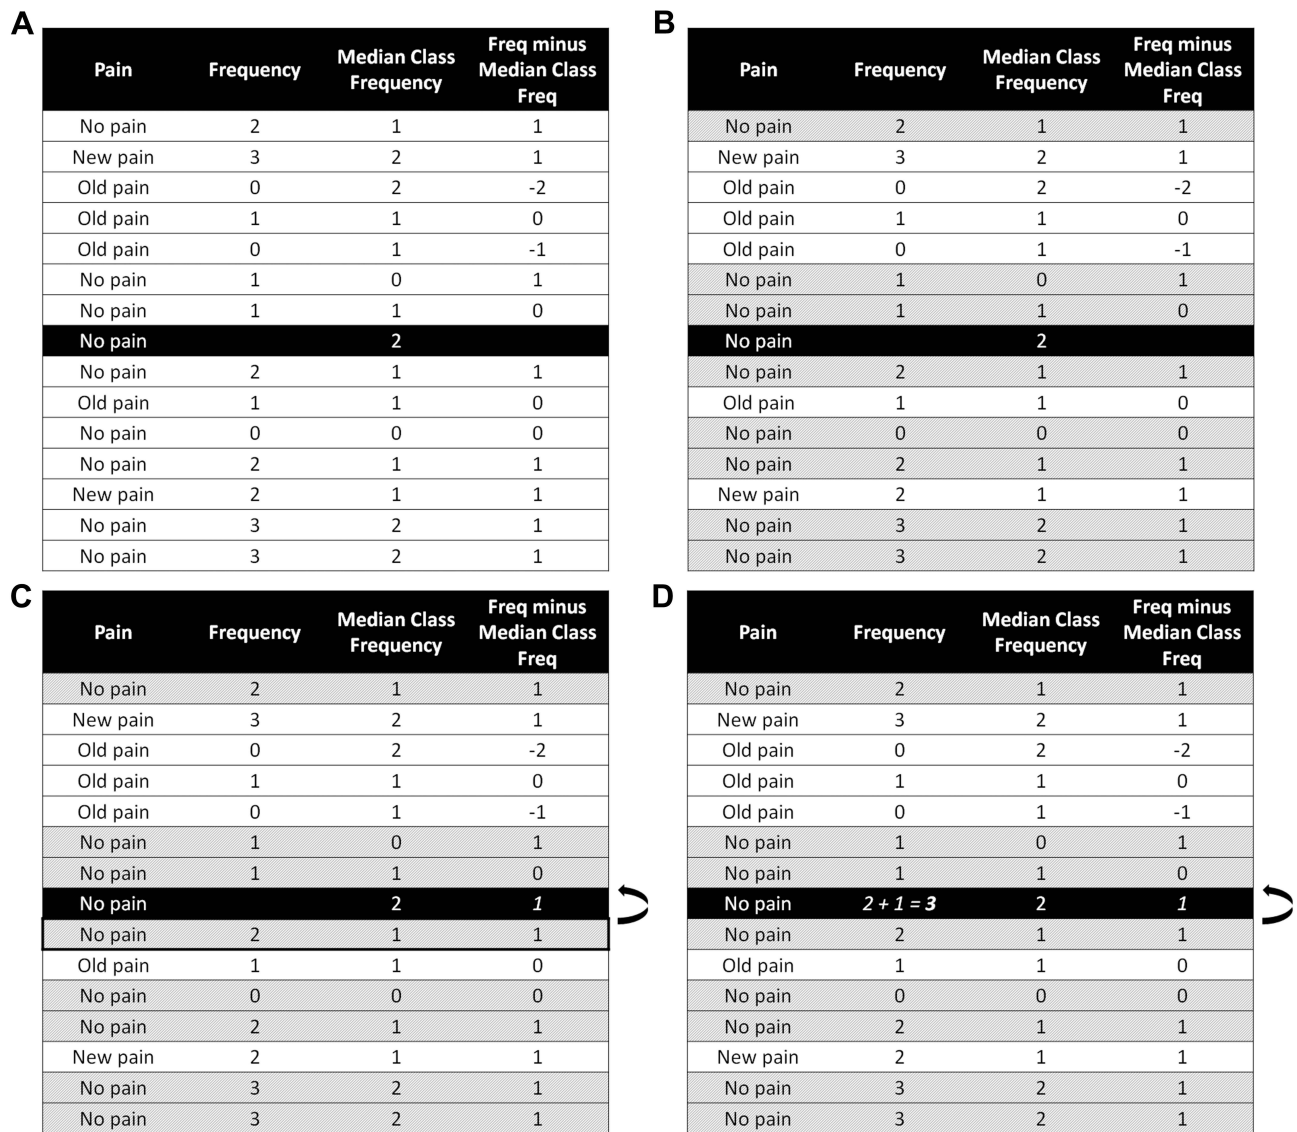 A
Pain Frequency Median Class Frequency Freq minus Median Class Freq
No pain 2 1 1
New pain 3 2 1
Old pain 0 2 -2
Old pain 1 1 0
Old pain 0 1 -1
No pain 1 0 1
No pain 1 1 0
No pain 2
No pain 2 1 1
Old pain 1 1 0
No pain 0 0 0
No pain 2 1 1
New pain 2 1 1
No pain 3 2 1
No pain 3 2 1
B
Pain Frequency Median Class Frequency Freq minus Median Class Freq
No pain 2 1 1
New pain 3 2 1
Old pain 0 2 -2
Old pain 1 1 0
Old pain 0 1 -1
No pain 1 0 1
No pain 1 1 0
No pain 2
No pain 2 1 1
Old pain 1 1 0
No pain 0 0 0
No pain 2 1 1
New pain 2 1 1
No pain 3 2 1
No pain 3 2 1
C
Pain Frequency Median Class Frequency Freq minus Median Class Freq
No pain 2 1 1
New pain 3 2 1
Old pain 0 2 -2
Old pain 1 1 0
Old pain 0 1 -1
No pain 1 0 1
No pain 1 1 0
No pain 2 1
No pain 2 1 1
Old pain 1 1 0
No pain 0 0 0
No pain 2 1 1
New pain 2 1 1
No pain 3 2 1
No pain 3 2 1
D
Pain Frequency Median Class Frequency Freq minus Median Class Freq
No pain 2 1 1
New pain 3 2 1
Old pain 0 2 -2
Old pain 1 1 0
Old pain 0 1 -1
No pain 1 0 1
No pain 1 1 0
No pain 2 + 1 = 3 2 1
No pain 2 1 1
Old pain 1 1 0
No pain 0 0 0
No pain 2 1 1
New pain 2 1 1
No pain 3 2 1
No pain 3 2 1